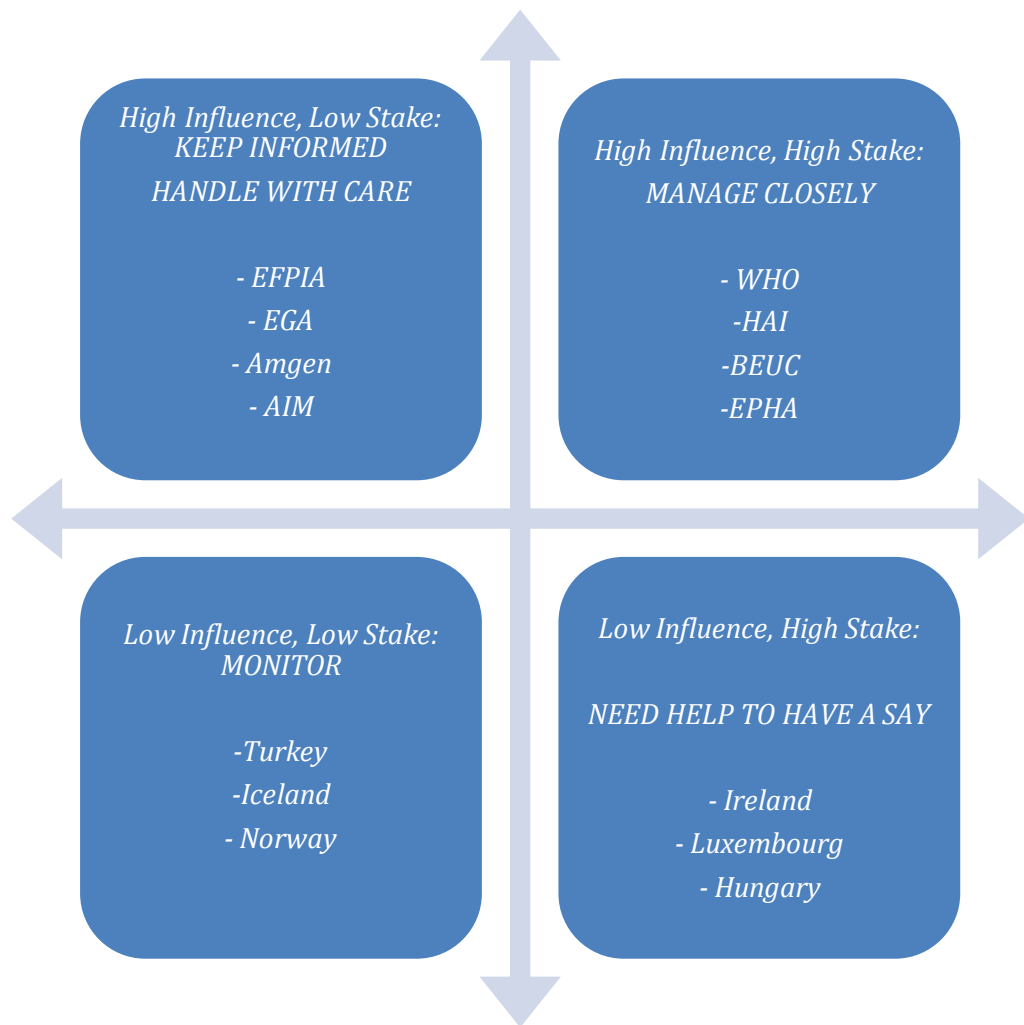 High Influence, Low Stake:
KEEP INFORMED
HANDLE WITH CARE
- EFPIA
- EGA
- Amgen
- AIM
High Influence, High Stake:
MANAGE CLOSELY
- WHO
-HAI
-BEUC
-EPHA
Low Influence, Low Stake:
MONITOR
-Turkey
-Iceland
- Norway
Low Influence, High Stake:
NEED HELP TO HAVE A SAY
- Ireland
- Luxembourg
- Hungary